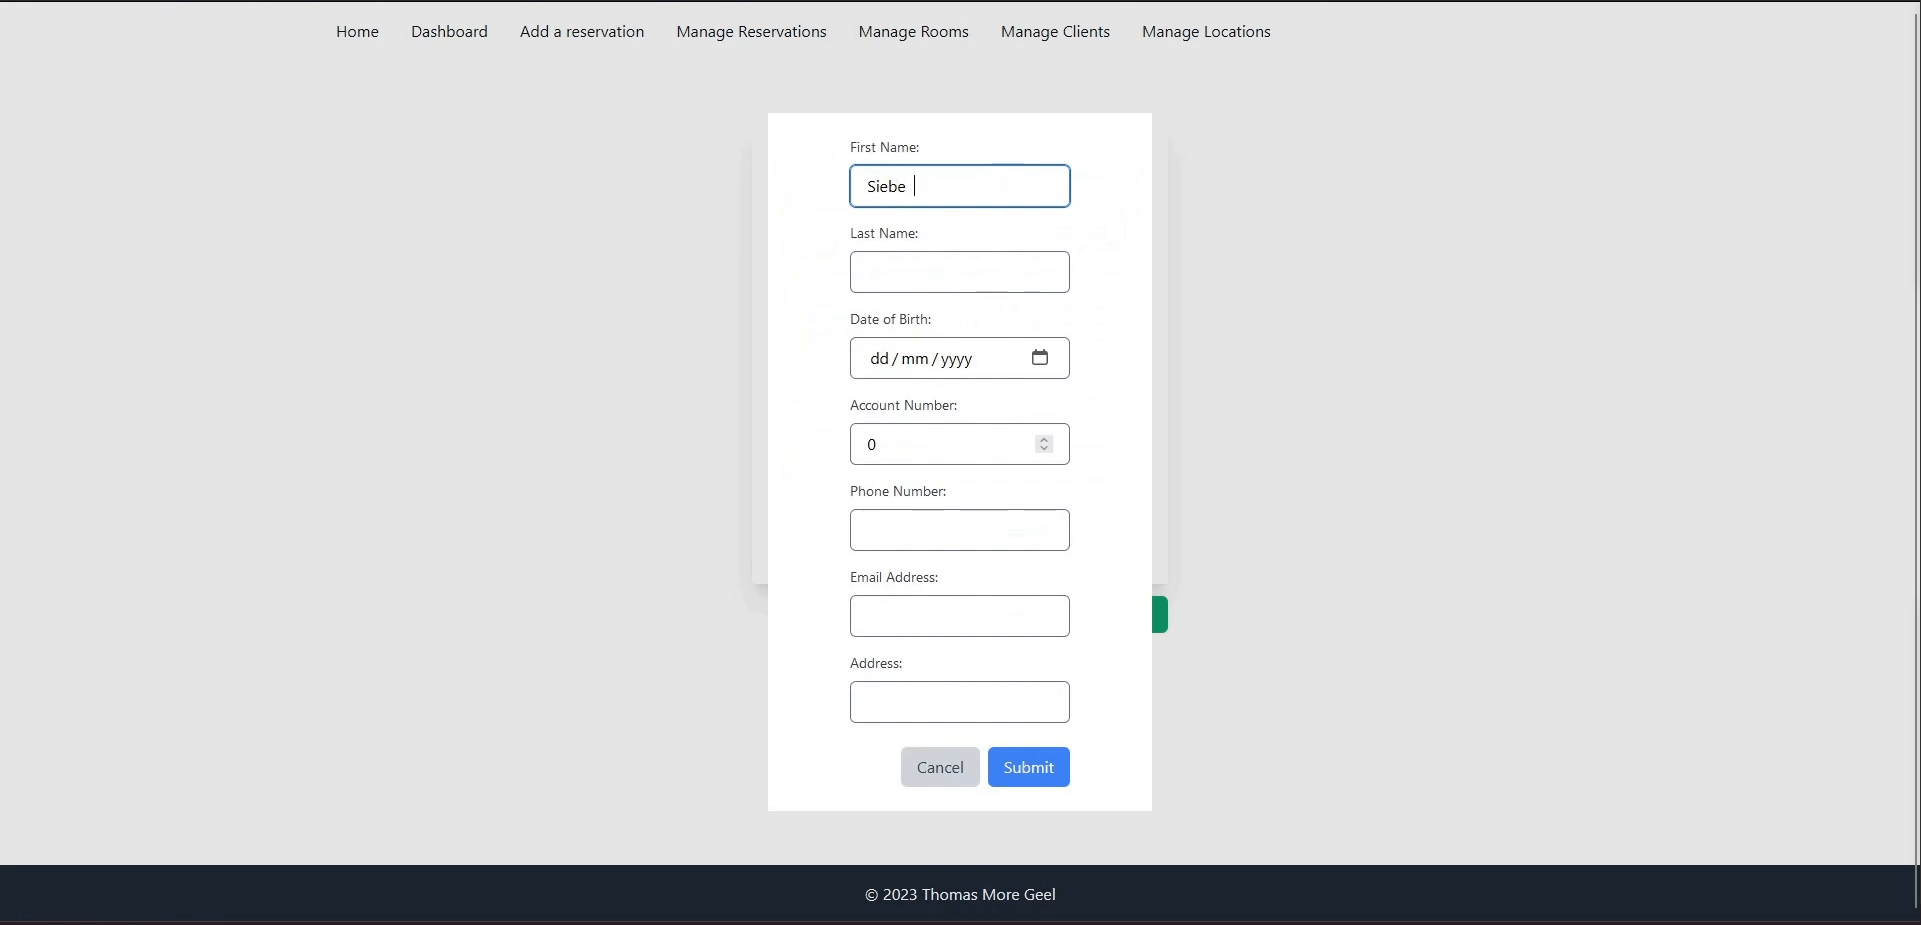 Home Dashboard Add a reservation Manage Reservations Manage Rooms Manage Clients Manage Locations
First Name:
Siebe
Last Name:
Date of Birth:
dd/mm/yyyy
Account Number:
0
Phone Number:
Email Address:
Address:
Cancel Submit
© 2023 Thomas More Geel